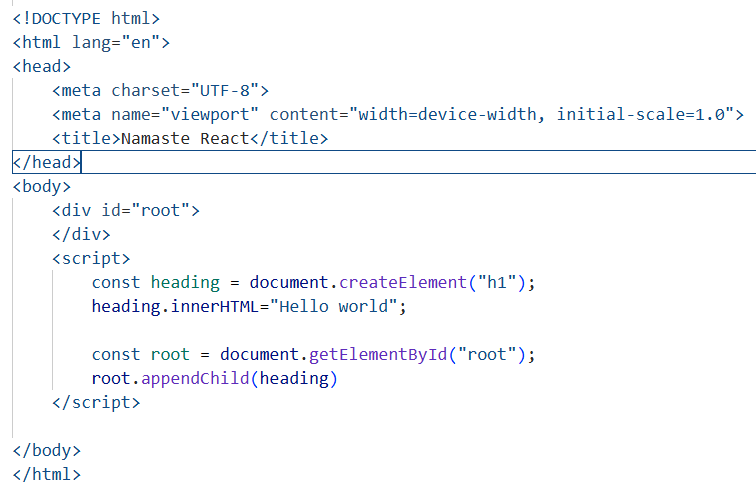 <!DOCTYPE html>
<html lang="en">
<head>
    <meta charset="UTF-8">
    <meta name="viewport" content="width=device-width, initial-scale=1.0">
    <title>Namaste React</title>
</head>
<body>
    <div id="root">
    </div>
    <script>
        const heading = document.createElement("h1");
        heading.innerHTML="Hello world";

        const root = document.getElementById("root");
        root.appendChild(heading)
    </script>

</body>
</html>